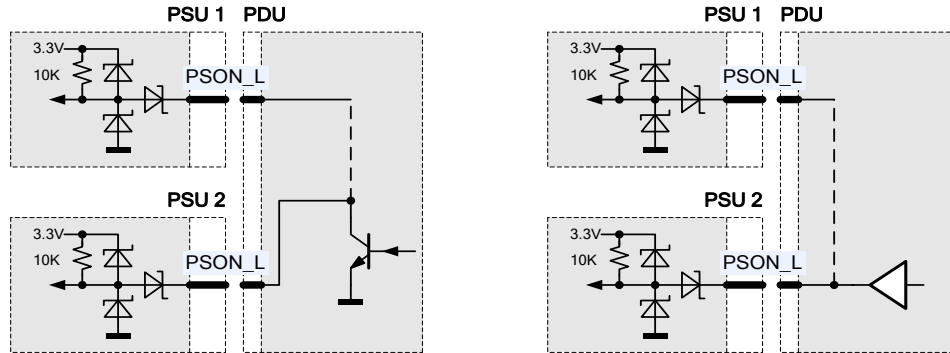 PSU 1 PDU
3.3V
10K
PSON_L
PSU 2
3.3V
10K
PSON_L
PSU 1 PDU
3.3V
10K
PSON_L
PSU 2
3.3V
10K
PSON_L